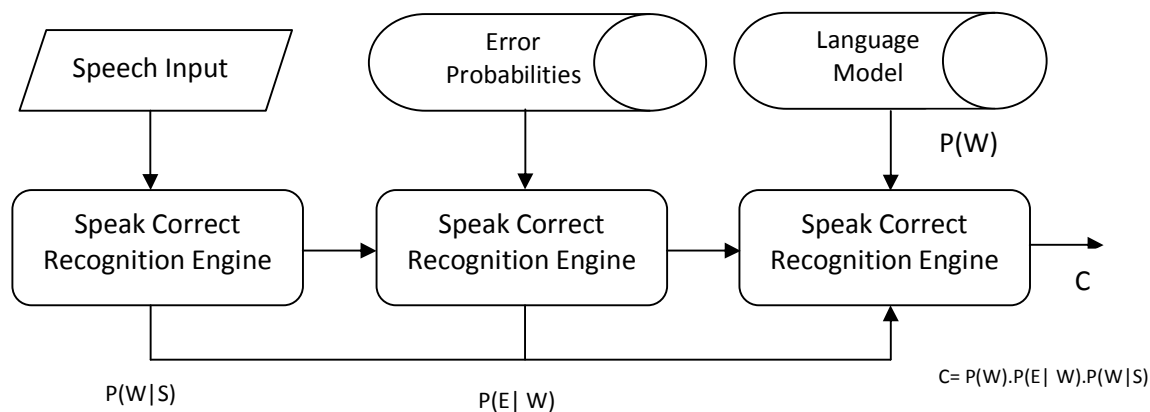 Speech Input
Error
Probabilities
Language
Model
P(W)
Speak Correct
Recognition Engine
Speak Correct
Recognition Engine
Speak Correct
Recognition Engine
C
P(W|S)
P(E| W)
C= P(W).P(E| W).P(W|S)